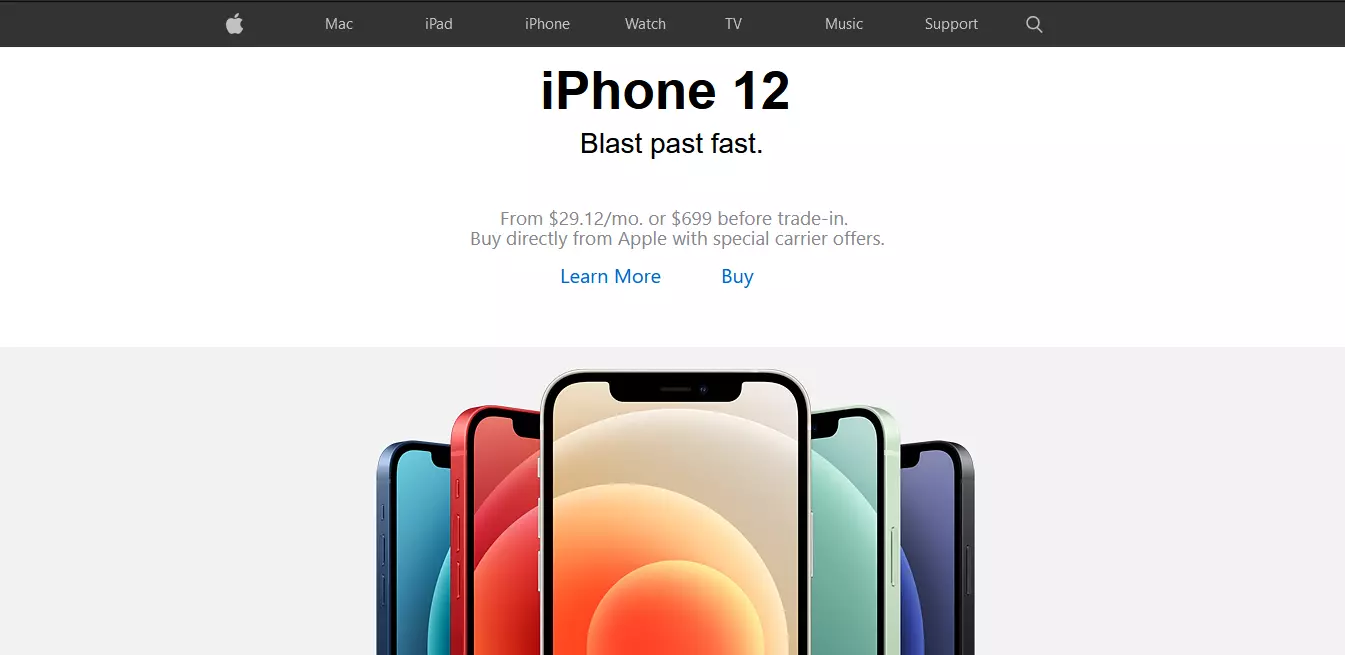 Mac iPad iPhone Watch TV Music Support
iPhone 12
Blast past fast.
From $29.12/mo. or $699 before trade-in.
Buy directly from Apple with special carrier offers.
Learn More Buy